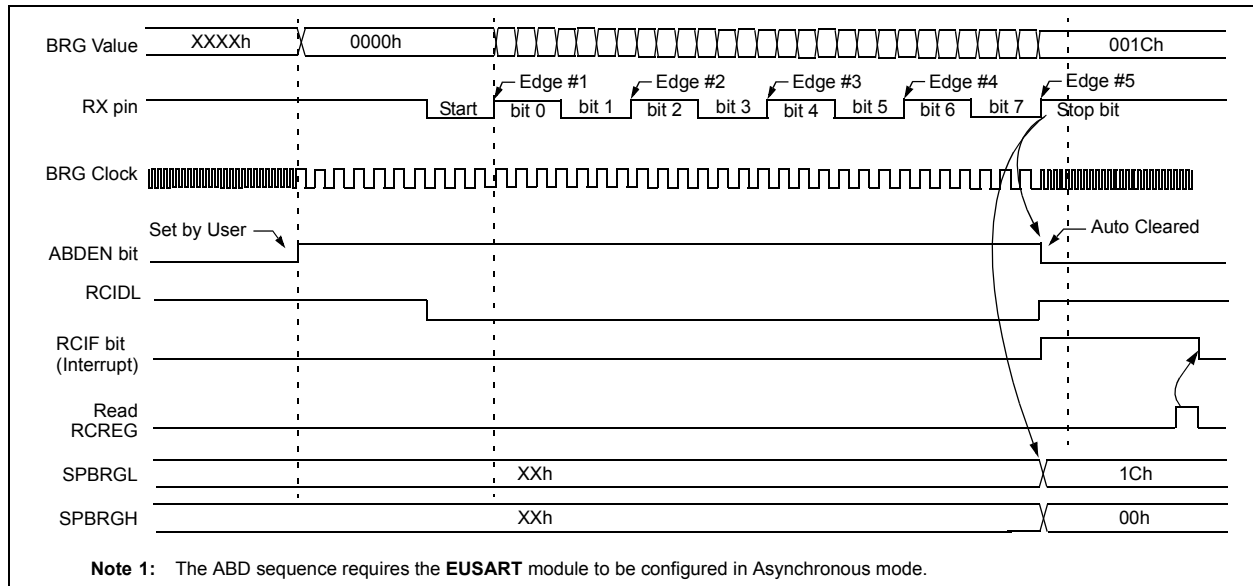 BRG Value XXXXh 0000h 001Ch
Edge #1 Edge #2 Edge #3 Edge #4 Edge #5
RX pin Start bit 0 bit 1 bit 2 bit 3 bit 4 bit 5 bit 6 bit 7 Stop bit
BRG Clock
Set by User Auto Cleared
ABDEN bit
RCIDL
RCIF bit
(Interrupt)
Read
RCREG
SPBRGL XXh 1Ch
SPBRGH XXh 00h
Note 1: The ABD sequence requires the EUSART module to be configured in Asynchronous mode.